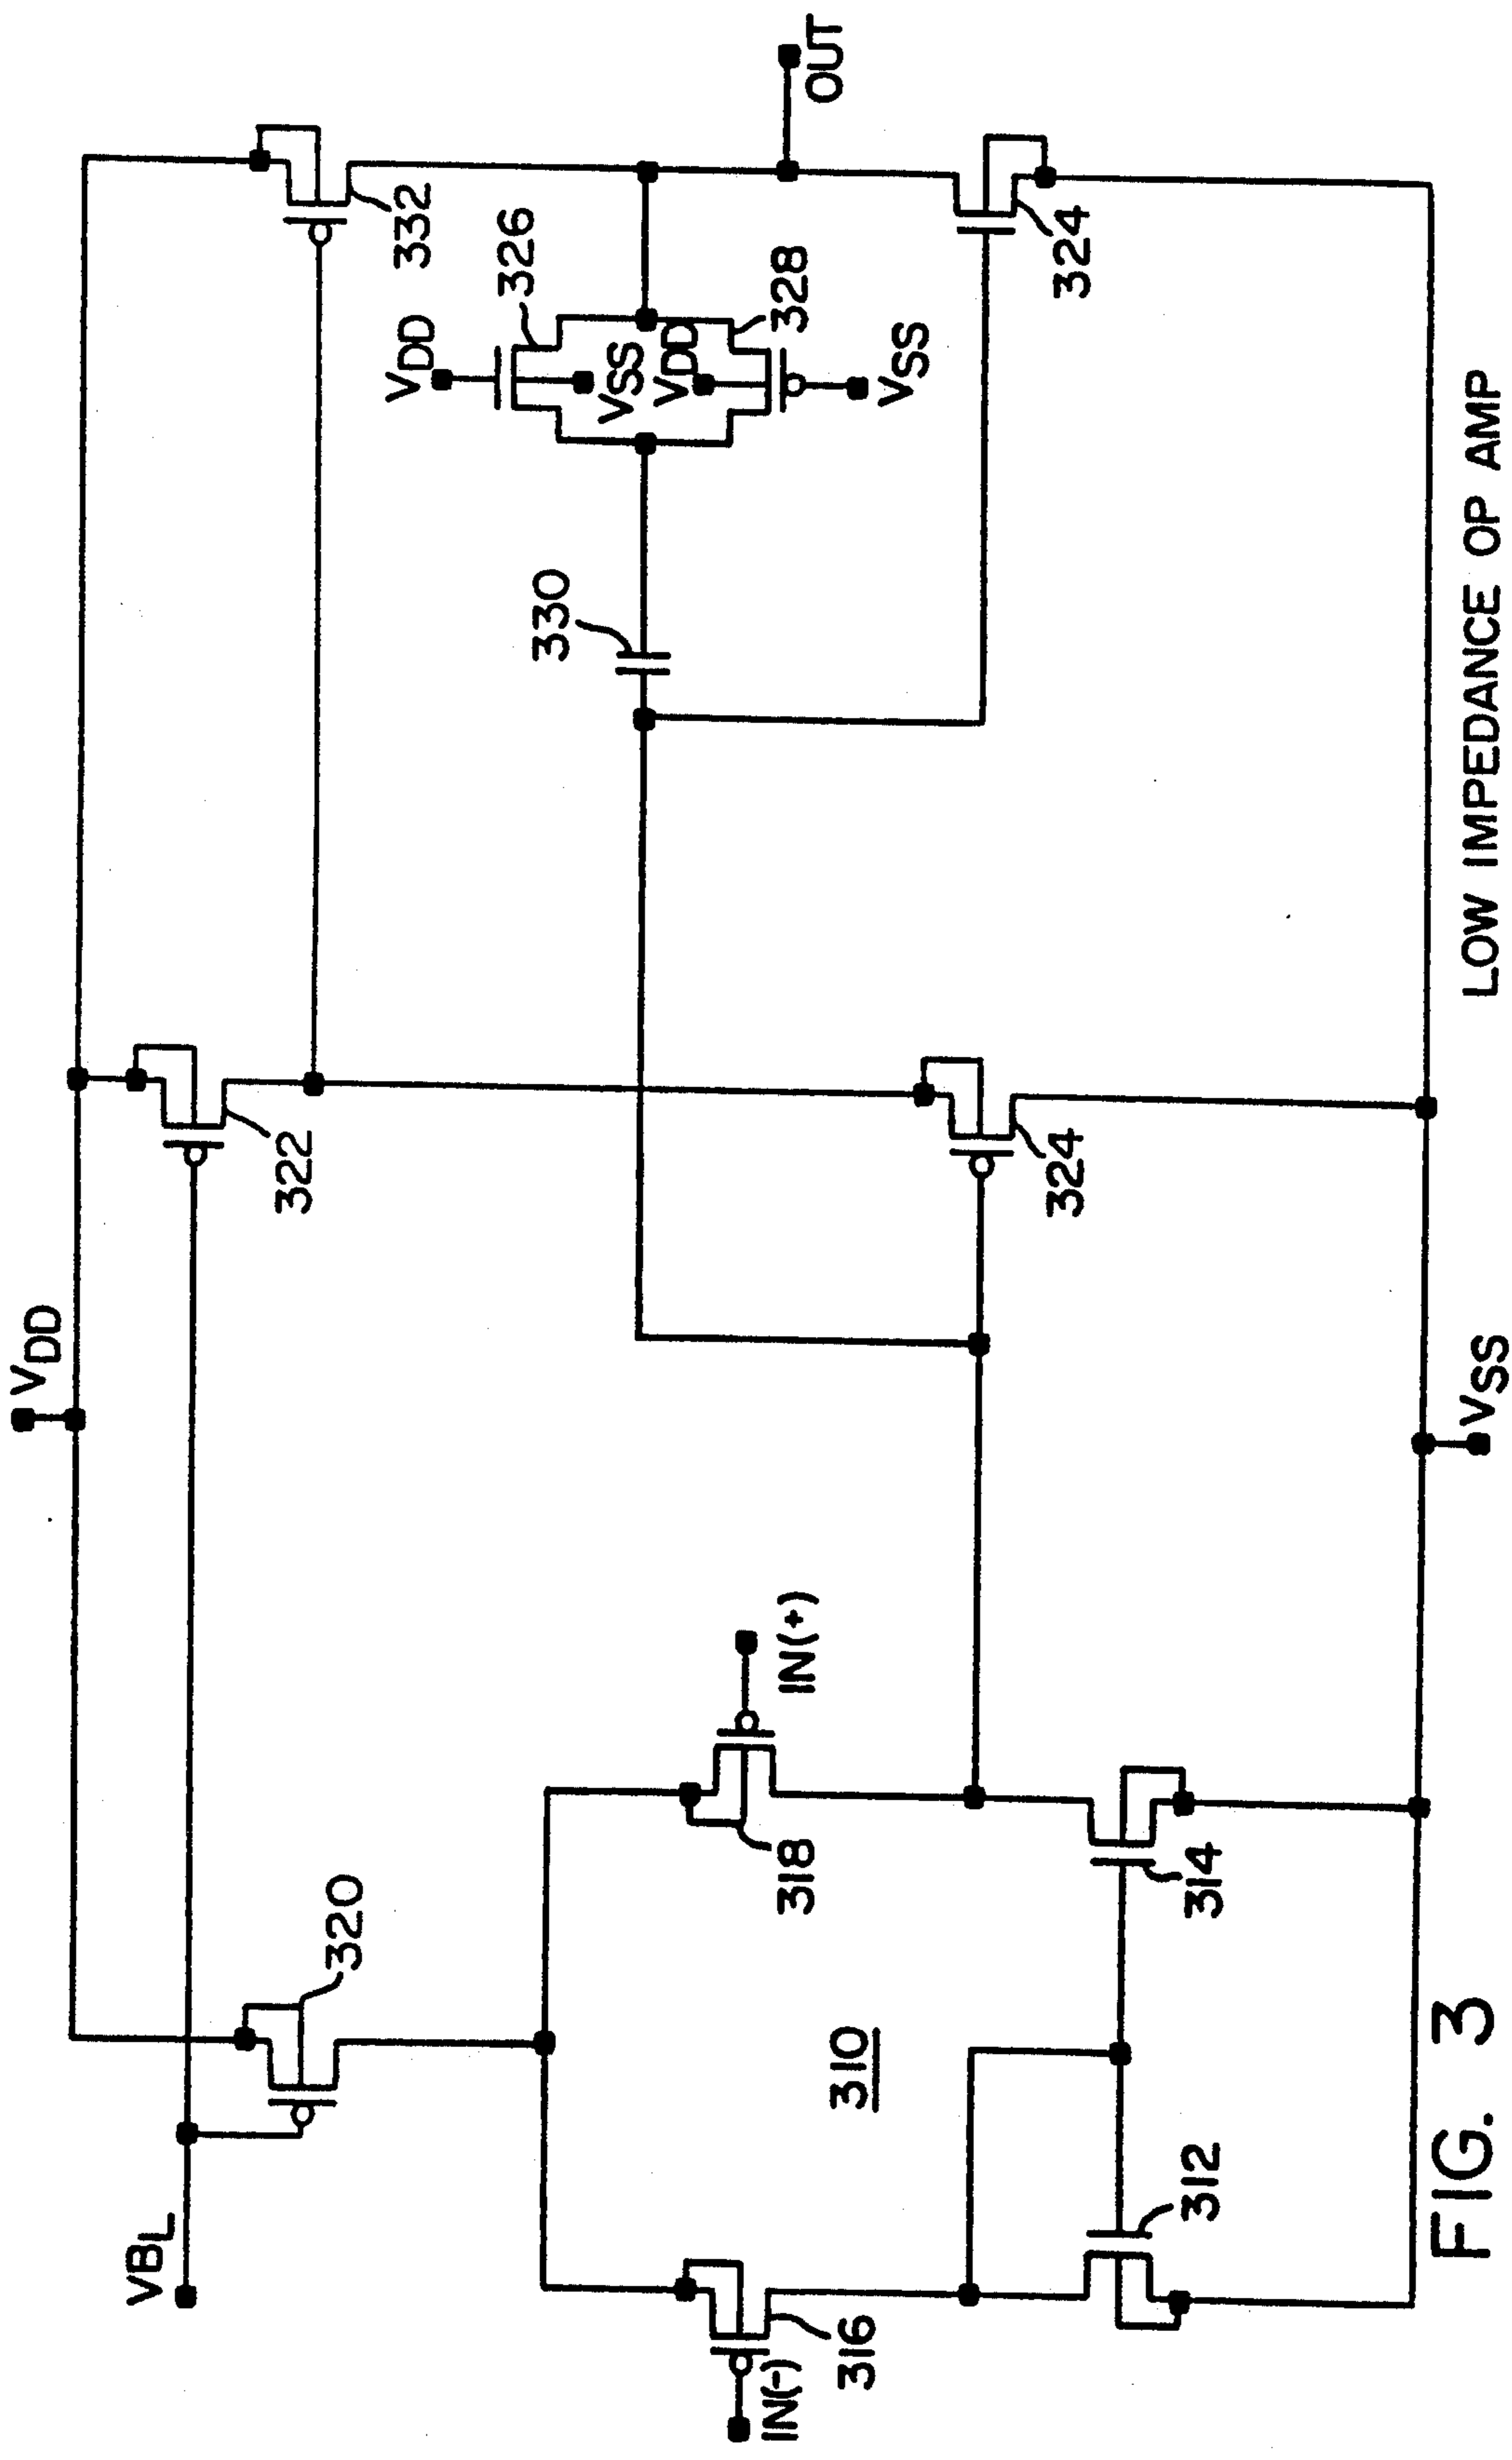 VDD
VBL
320
322
332
VDD
326
VSS
VDD
328
VSS
330
OUT
IN(-)
316
318
IN(+)
310
312
314
324
324
VSS
FIG. 3
LOW IMPEDANCE OP AMP